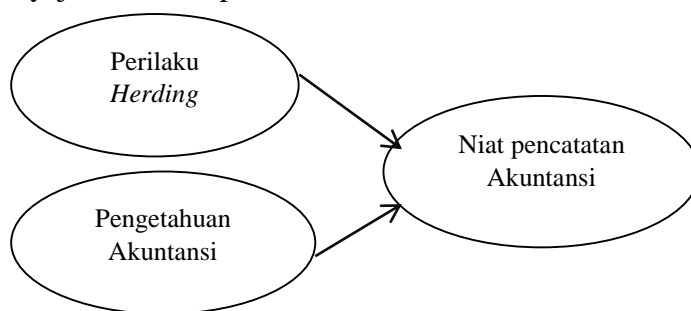 Perilaku
Herding
Niat pencatatan
Akuntansi
Pengetahuan
Akuntansi